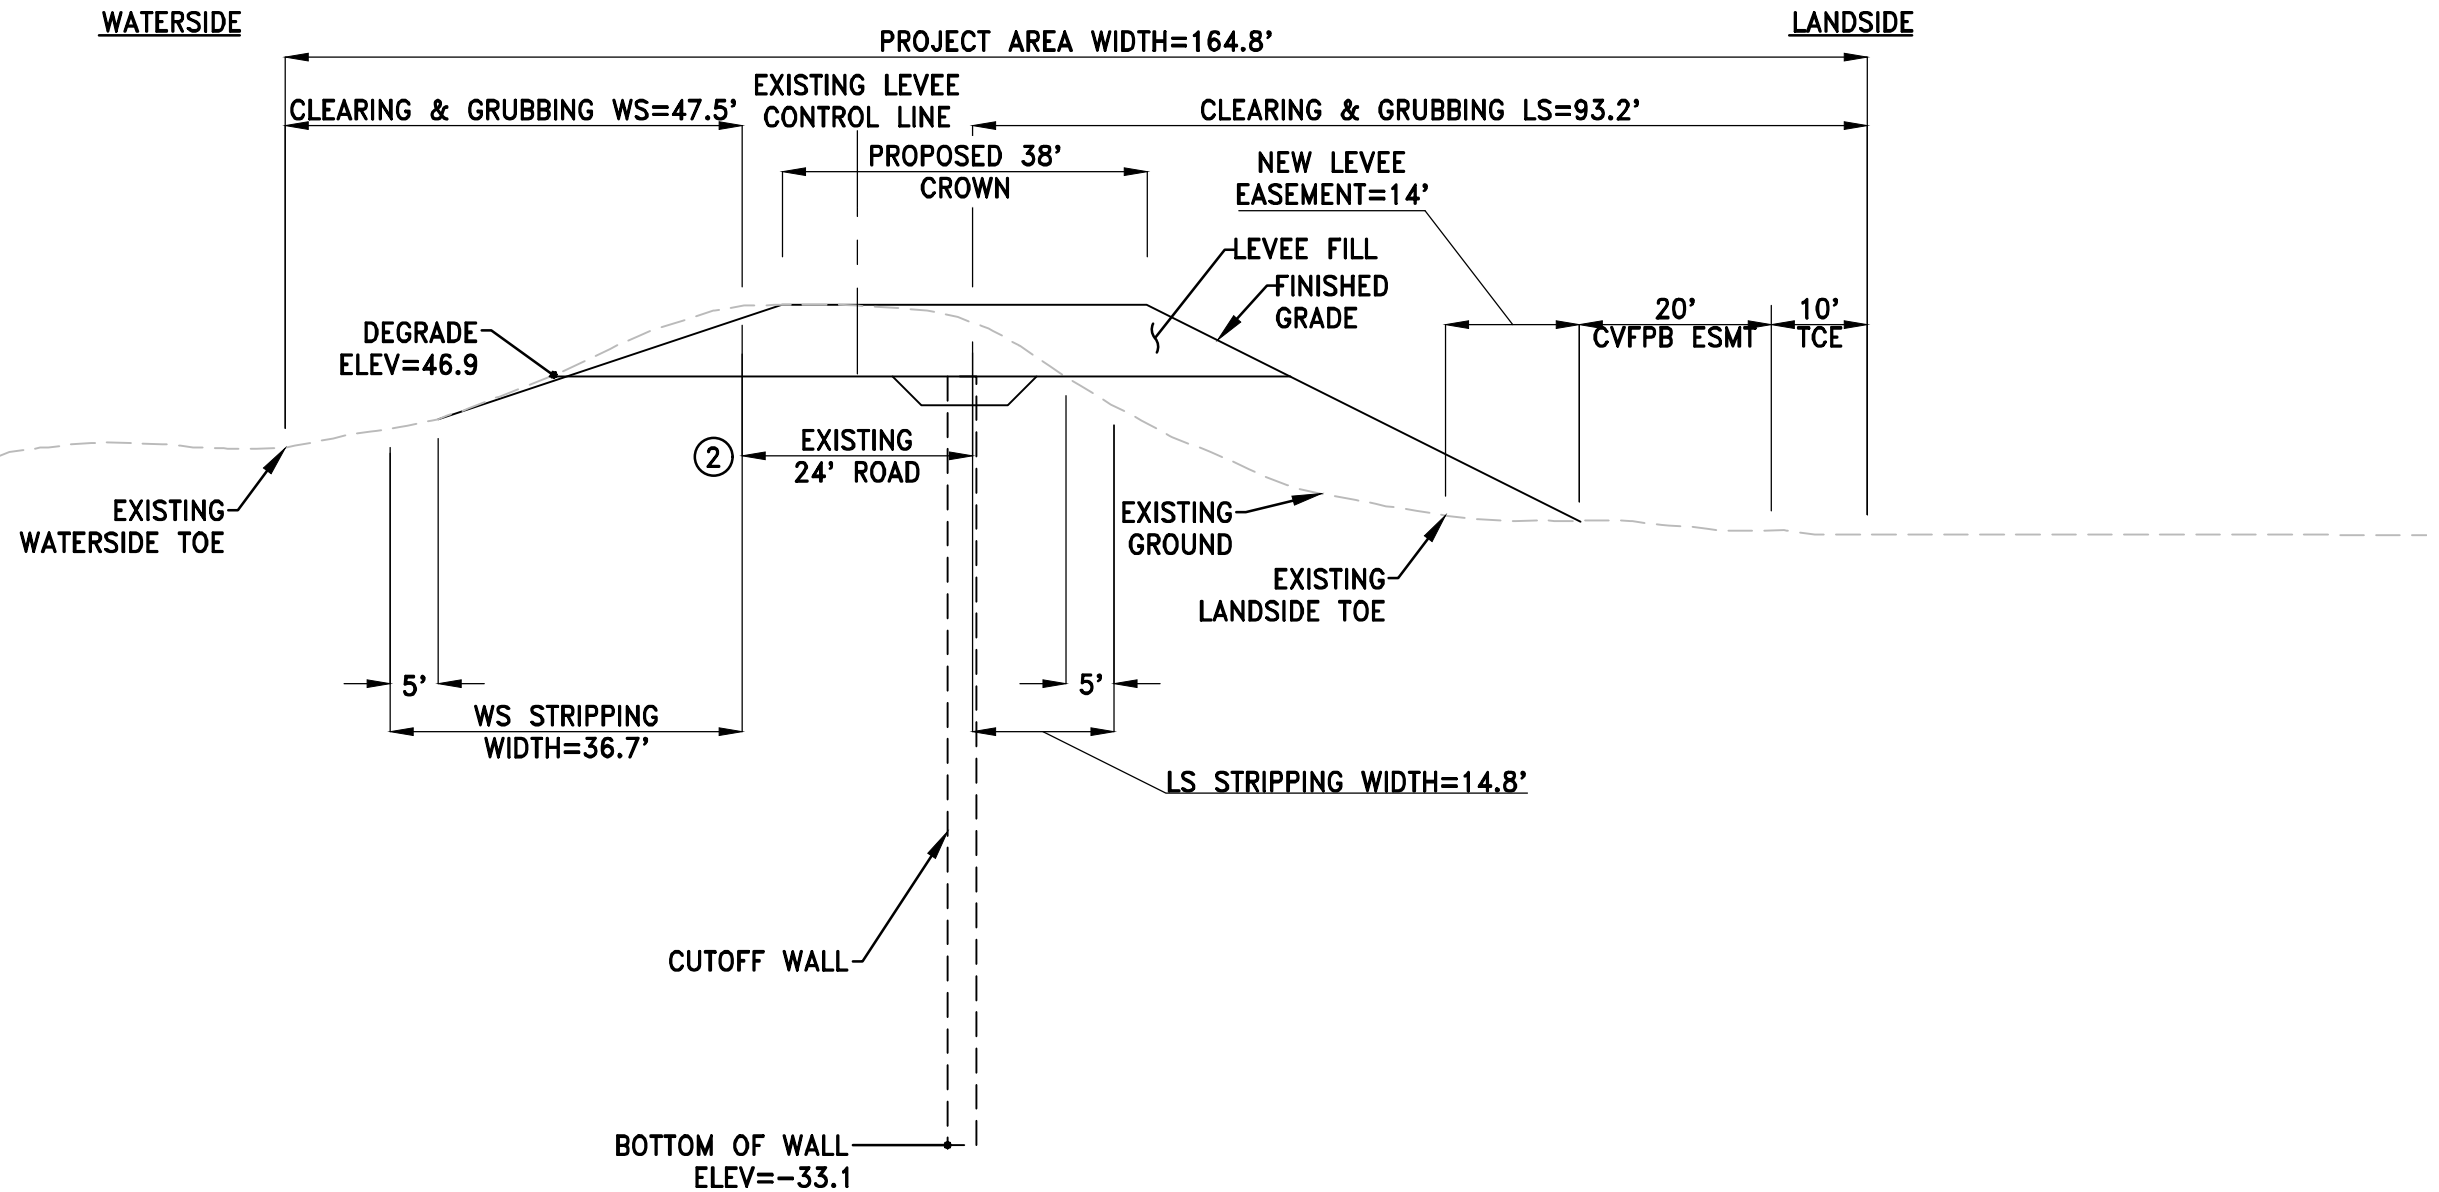 WATERSIDE
LANDSIDE
PROJECT AREA WIDTH=164.8'
CLEARING & GRUBBING WS=47.5'
EXISTING LEVEE
CONTROL LINE
CLEARING & GRUBBING LS=93.2'
PROPOSED 38'
CROWN
NEW LEVEE
EASEMENT=14'
LEVEE FILL
FINISHED
GRADE
20'
CVFPB ESMT
10'
TCE
DEGRADE
ELEV=46.9
2
EXISTING
24' ROAD
EXISTING
WATERSIDE TOE
EXISTING
GROUND
EXISTING
LANDSIDE TOE
5'
5'
WS STRIPPING
WIDTH=36.7'
LS STRIPPING WIDTH=14.8'
CUTOFF WALL
BOTTOM OF WALL
ELEV=-33.1